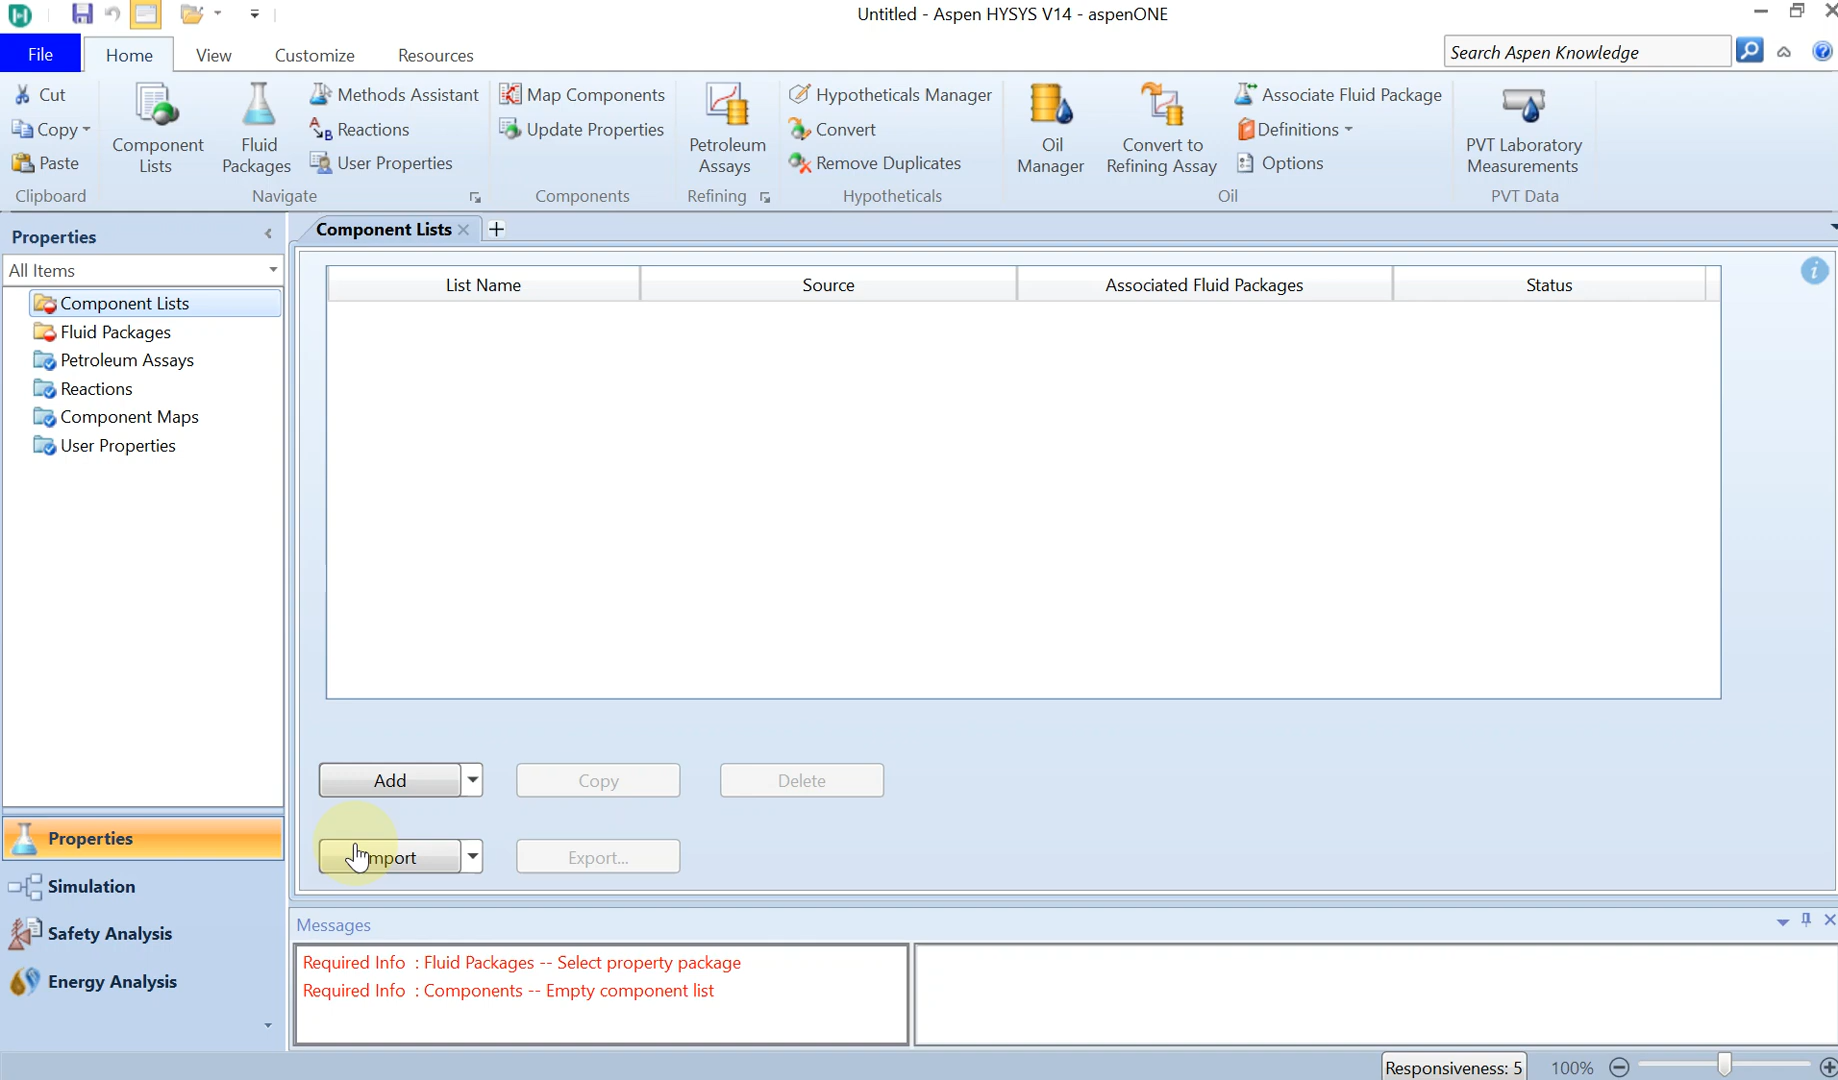 Untitled - Aspen HYSYS V14 - aspenONE
File Home View Customize Resources
Search Aspen Knowledge
Cut
Copy
Paste
Clipboard
Component Lists
Fluid Packages
Methods Assistant
Reactions
User Properties
Navigate
Map Components
Update Properties
Components
Petroleum Assays
Refining
Hypotheticals Manager
Convert
Remove Duplicates
Hypotheticals
Oil Manager
Convert to Refining Assay
Associate Fluid Package
Definitions
Options
Oil
PVT Laboratory Measurements
PVT Data
Properties
All Items
Component Lists
Fluid Packages
Petroleum Assays
Reactions
Component Maps
User Properties
Properties
Simulation
Safety Analysis
Energy Analysis
Component Lists
List Name Source Associated Fluid Packages Status
Add Copy Delete
mport Export...
Messages
Required Info : Fluid Packages -- Select property package
Required Info : Components -- Empty component list
Responsiveness: 5 100%